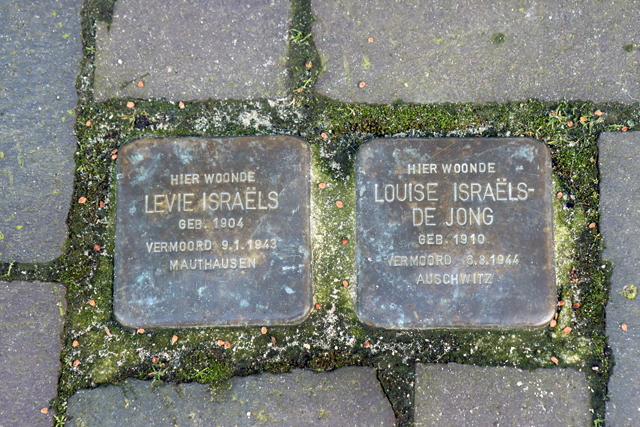 HIER WOONDE
LEVIE ISRAËLS
GEB. 1904
VERMOORD 9.1.1943
MAUTHAUSEN
HIER WOONDE
LOUISE ISRAËLS-
DE JONG
GEB. 1910
VERMOORD 6.8.1944
AUSCHWITZ